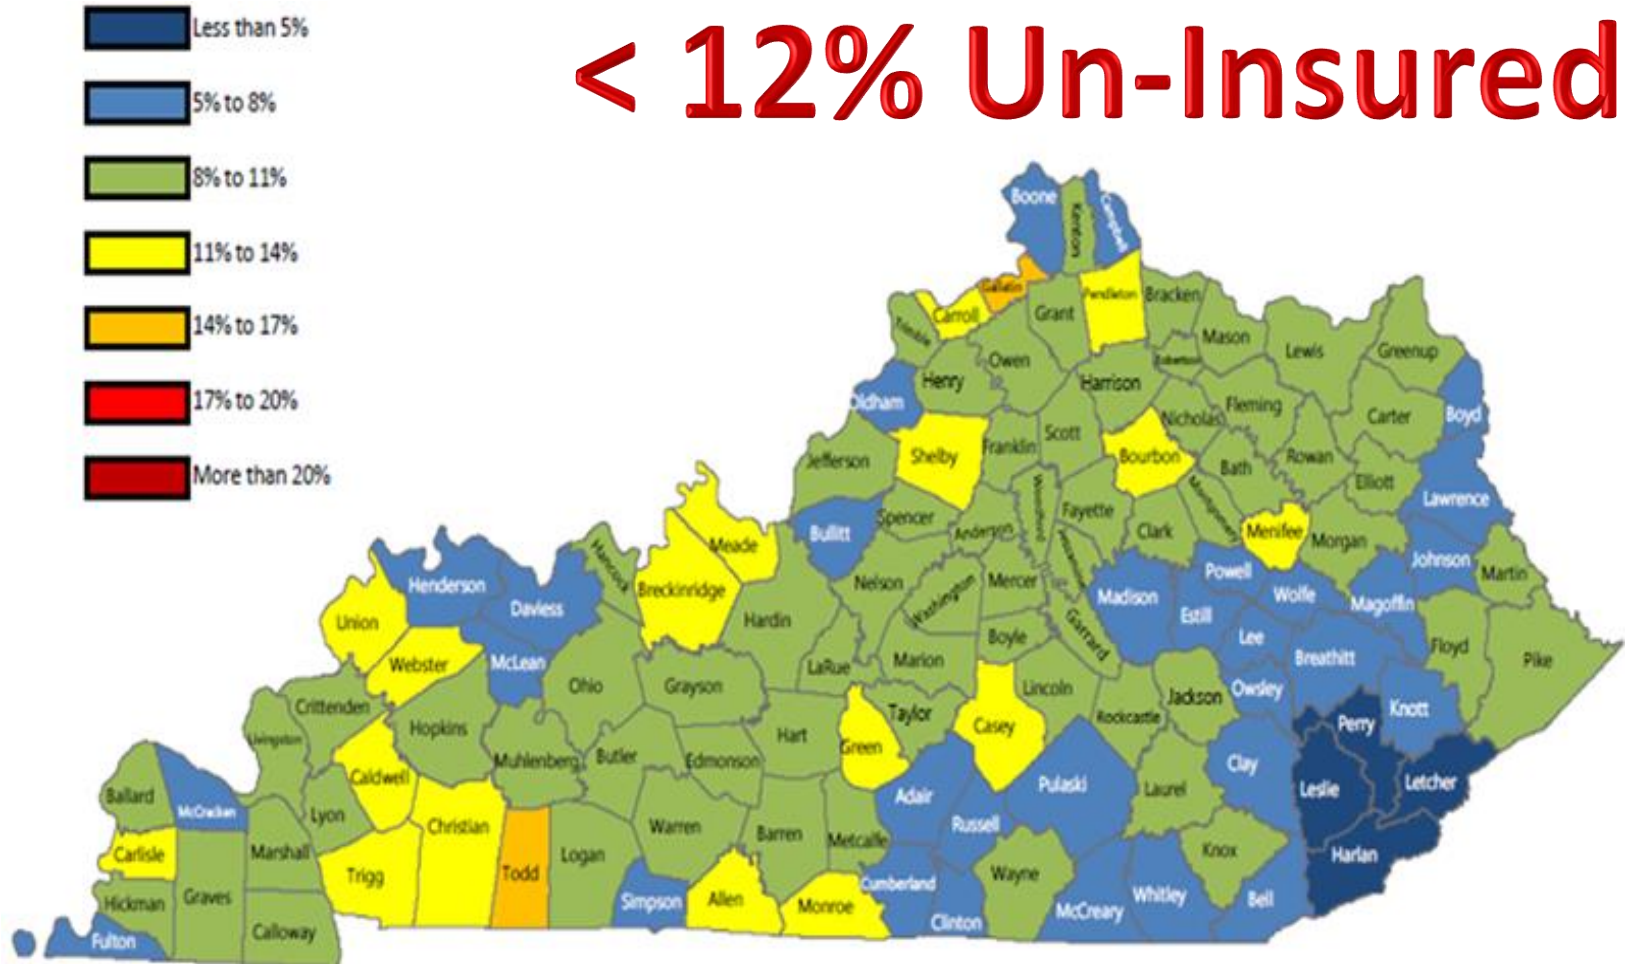 Less than 5%
< 12% Un-Insured
5% to 8%
8% to 11%
11% to 14%
14% to 17%
17% to 20%
More than 20%
Boone
Kenton
Campbell
Gallatin
Pendleton
Bracken
Carroll
Grant
Trimble
Mason
Owen
Robertson
Lewis
Greenup
Henry
Harrison
Oldham
Nicholas
Fleming
Carter
Boyd
Jefferson
Shelby
Franklin
Scott
Bourbon
Bath
Rowan
Elliott
Lawrence
Bullitt
Spencer
Anderson
Woodford
Fayette
Clark
Montgomery
Menifee
Morgan
Meade
Hancock
Breckinridge
Nelson
Washington
Mercer
Jessamine
Johnson
Martin
Henderson
Daviess
Powell
Madison
Estill
Wolfe
Magoffin
Union
Hardin
Boyle
Garrard
Lee
Floyd
Pike
Webster
McLean
LaRue
Marion
Breathitt
Ohio
Grayson
Lincoln
Jackson
Owsley
Knott
Crittenden
Hopkins
Taylor
Casey
Rockcastle
Perry
Livingston
Muhlenberg
Butler
Edmonson
Hart
Green
Clay
Caldwell
Pulaski
Laurel
Leslie
Letcher
Ballard
McCracken
Lyon
Adair
Christian
Warren
Barren
Metcalfe
Russell
Carlisle
Marshall
Logan
Knox
Harlan
Trigg
Todd
Wayne
Hickman
Graves
Simpson
Allen
Monroe
Cumberland
Clinton
McCreary
Whitley
Bell
Fulton
Calloway